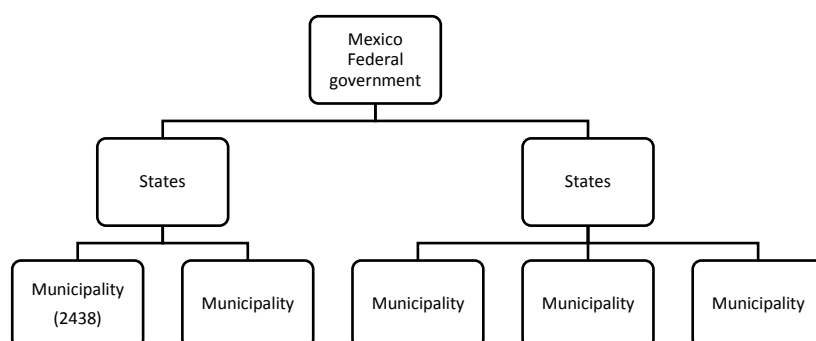 Mexico
Federal
government
States
States
Municipality
(2438)
Municipality
Municipality
Municipality
Municipality